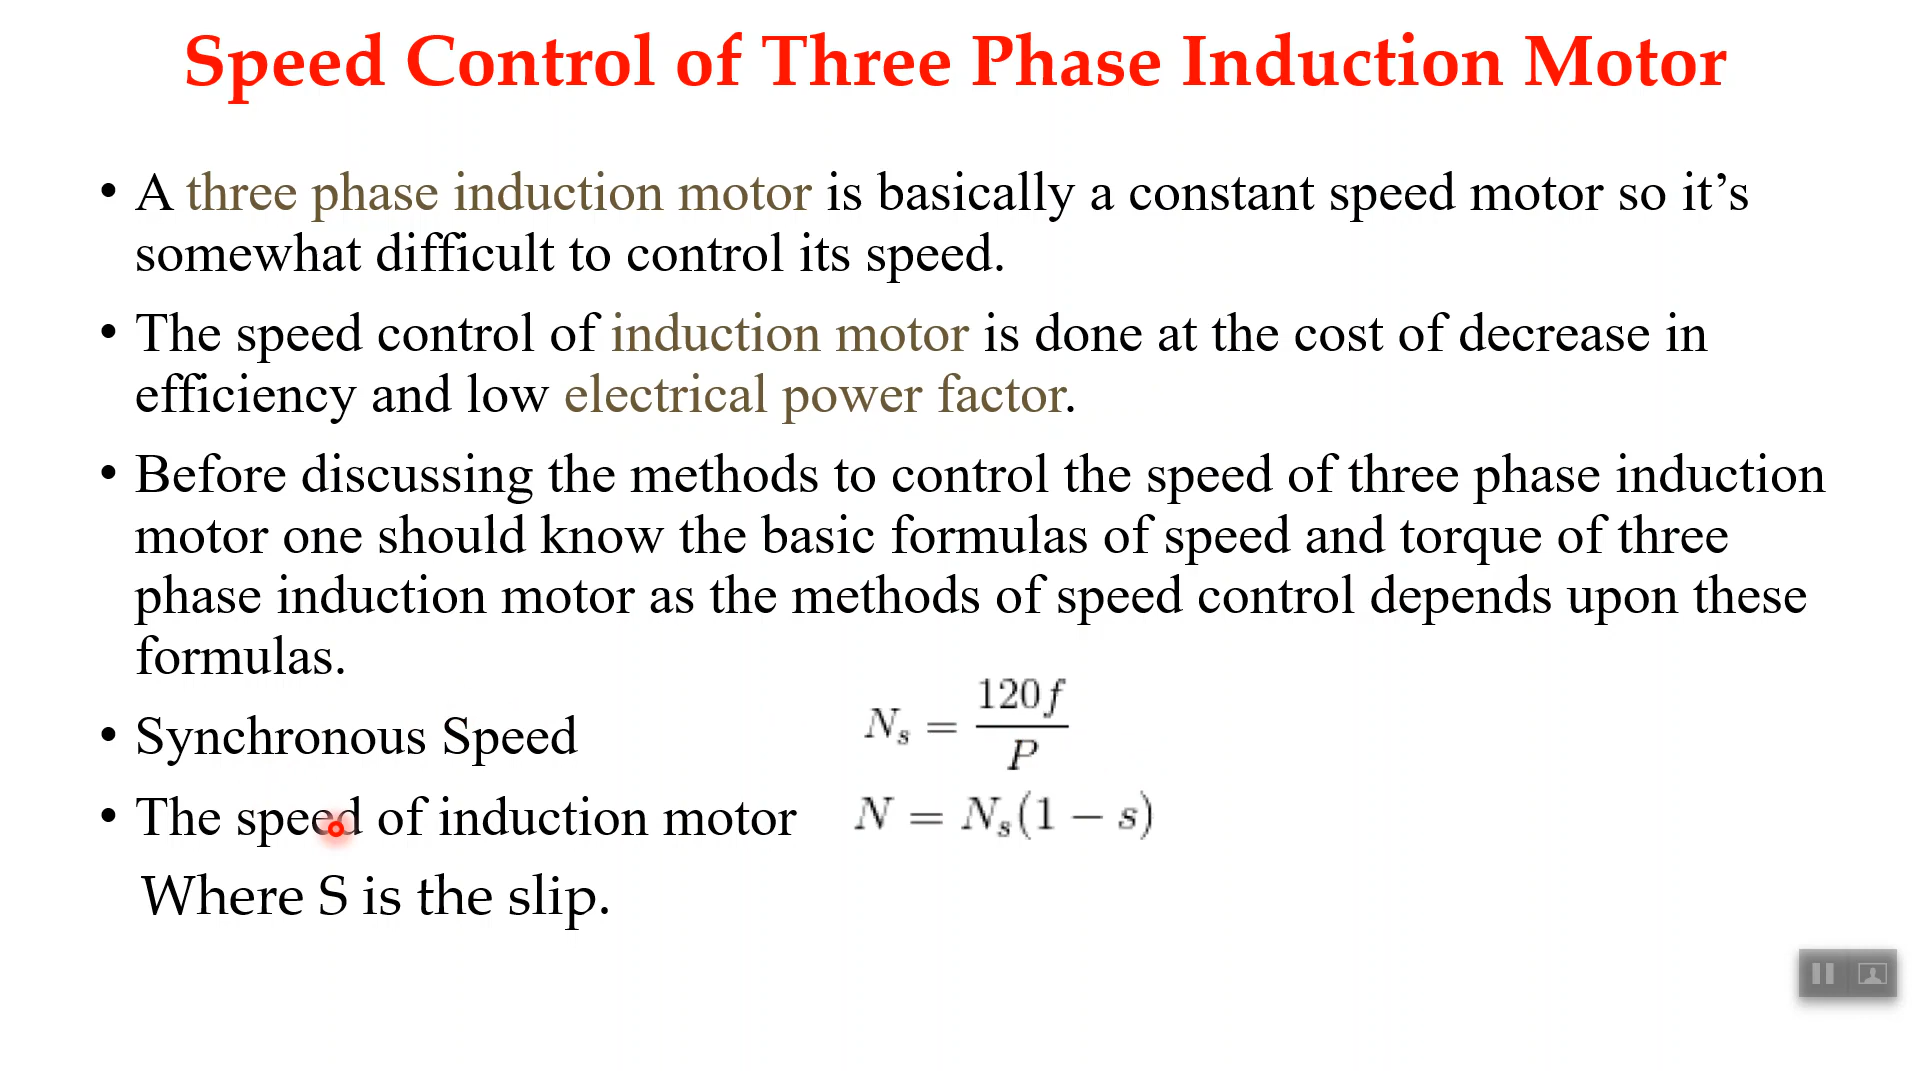 Speed Control of Three Phase Induction Motor
• A three phase induction motor is basically a constant speed motor so it’s
somewhat difficult to control its speed.
• The speed control of induction motor is done at the cost of decrease in
efficiency and low electrical power factor.
• Before discussing the methods to control the speed of three phase induction
motor one should know the basic formulas of speed and torque of three
phase induction motor as the methods of speed control depends upon these
formulas.
• Synchronous Speed N_s = \frac{120f}{P}
• The speed of induction motor N = N_s(1 − s)
Where S is the slip.